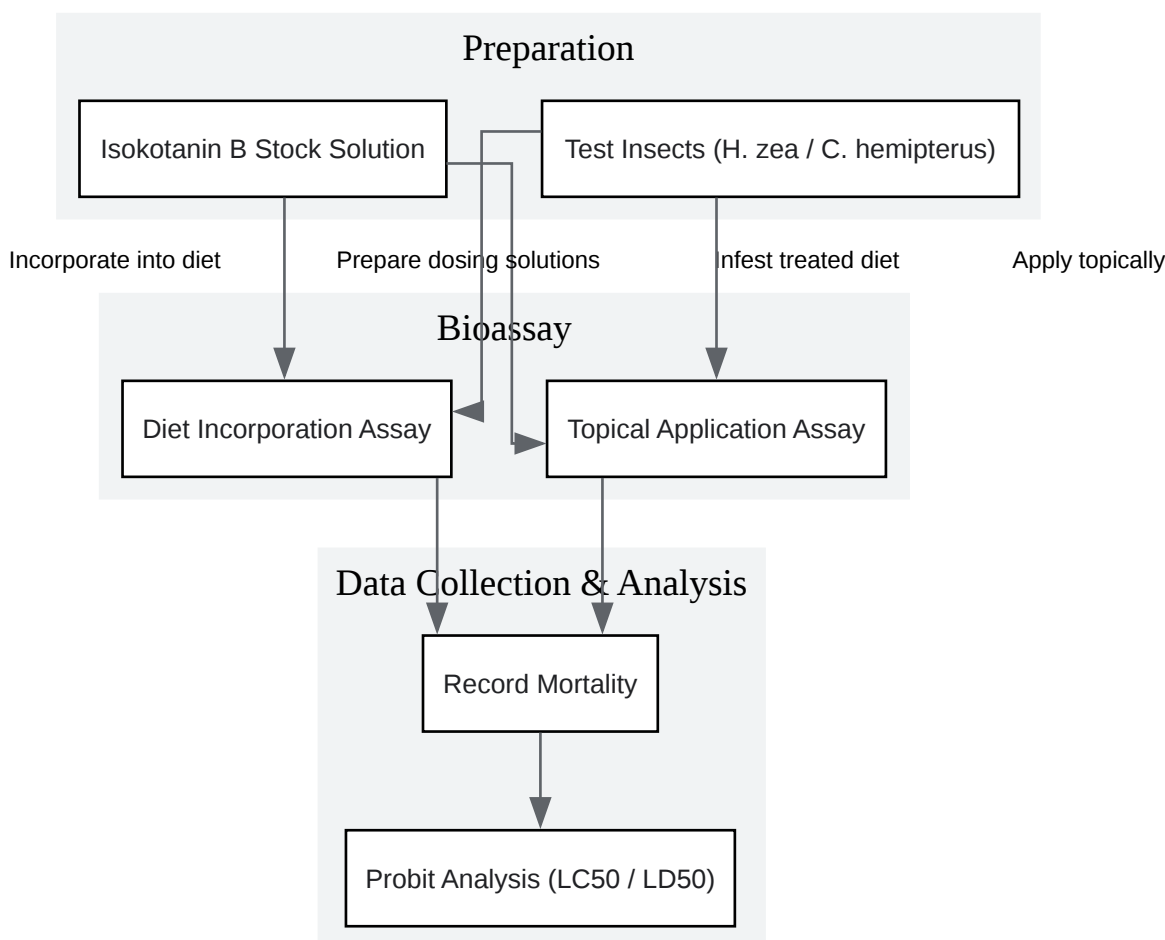 Preparation
Isokotanin B Stock Solution
Test Insects (H. zea / C. hemipterus)
Incorporate into diet
Prepare dosing solutions
Infest treated diet
Apply topically
Bioassay
Diet Incorporation Assay
Topical Application Assay
Data Collection & Analysis
Record Mortality
Probit Analysis (LC50 / LD50)